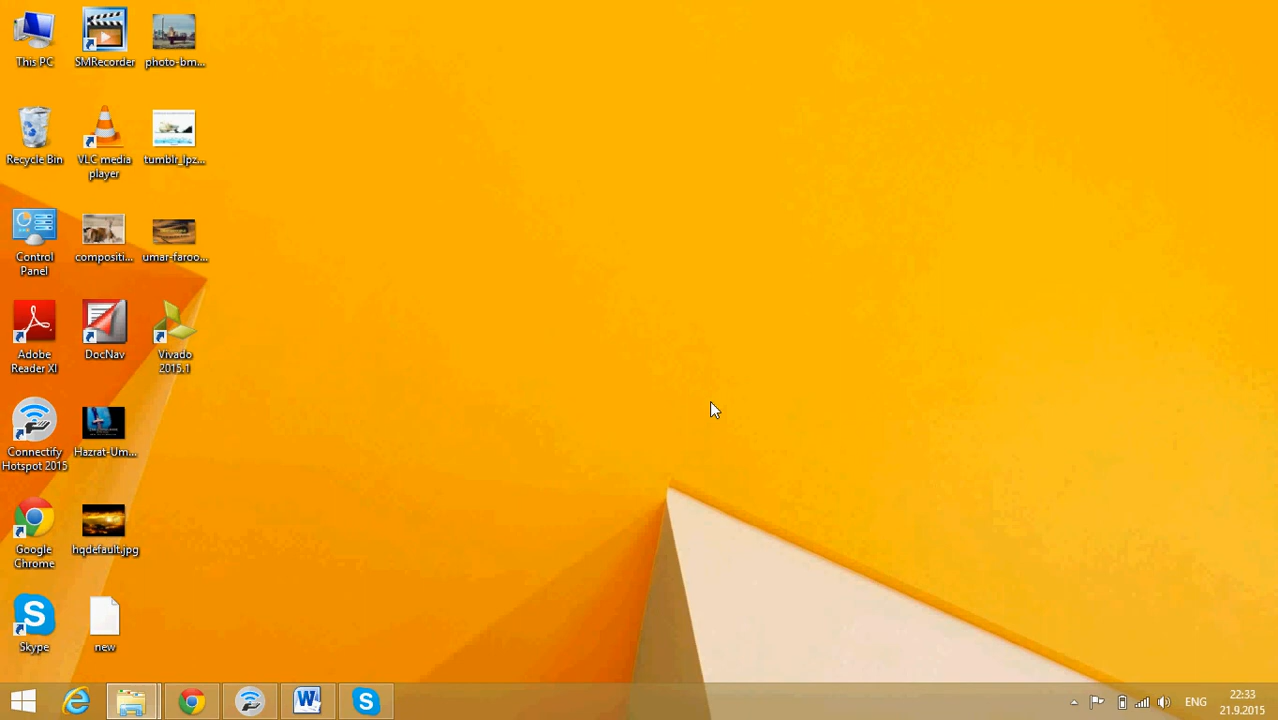 This PC
SMRecorder
photo-bm...
Recycle Bin
VLC media
player
tumblr_lpz...
Control
Panel
compositi...
umar-faroo...
Adobe
Reader XI
DocNav
Vivado
2015.1
Connectify
Hotspot 2015
Hazrat-Um...
Google
Chrome
hqdefault.jpg
Skype
new
ENG
22:33
21.9.2015